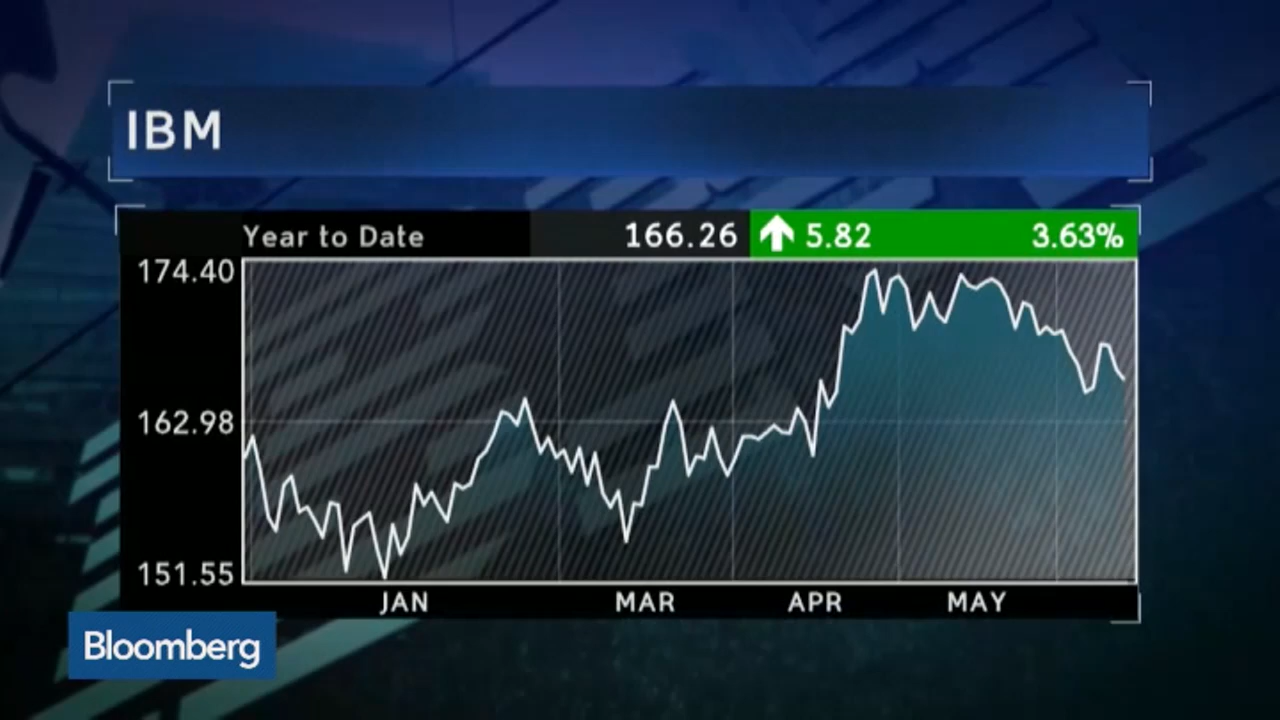 IBM
Year to Date 166.26 5.82 3.63%
174.40
162.98
151.55
JAN MAR APR MAY
Bloomberg